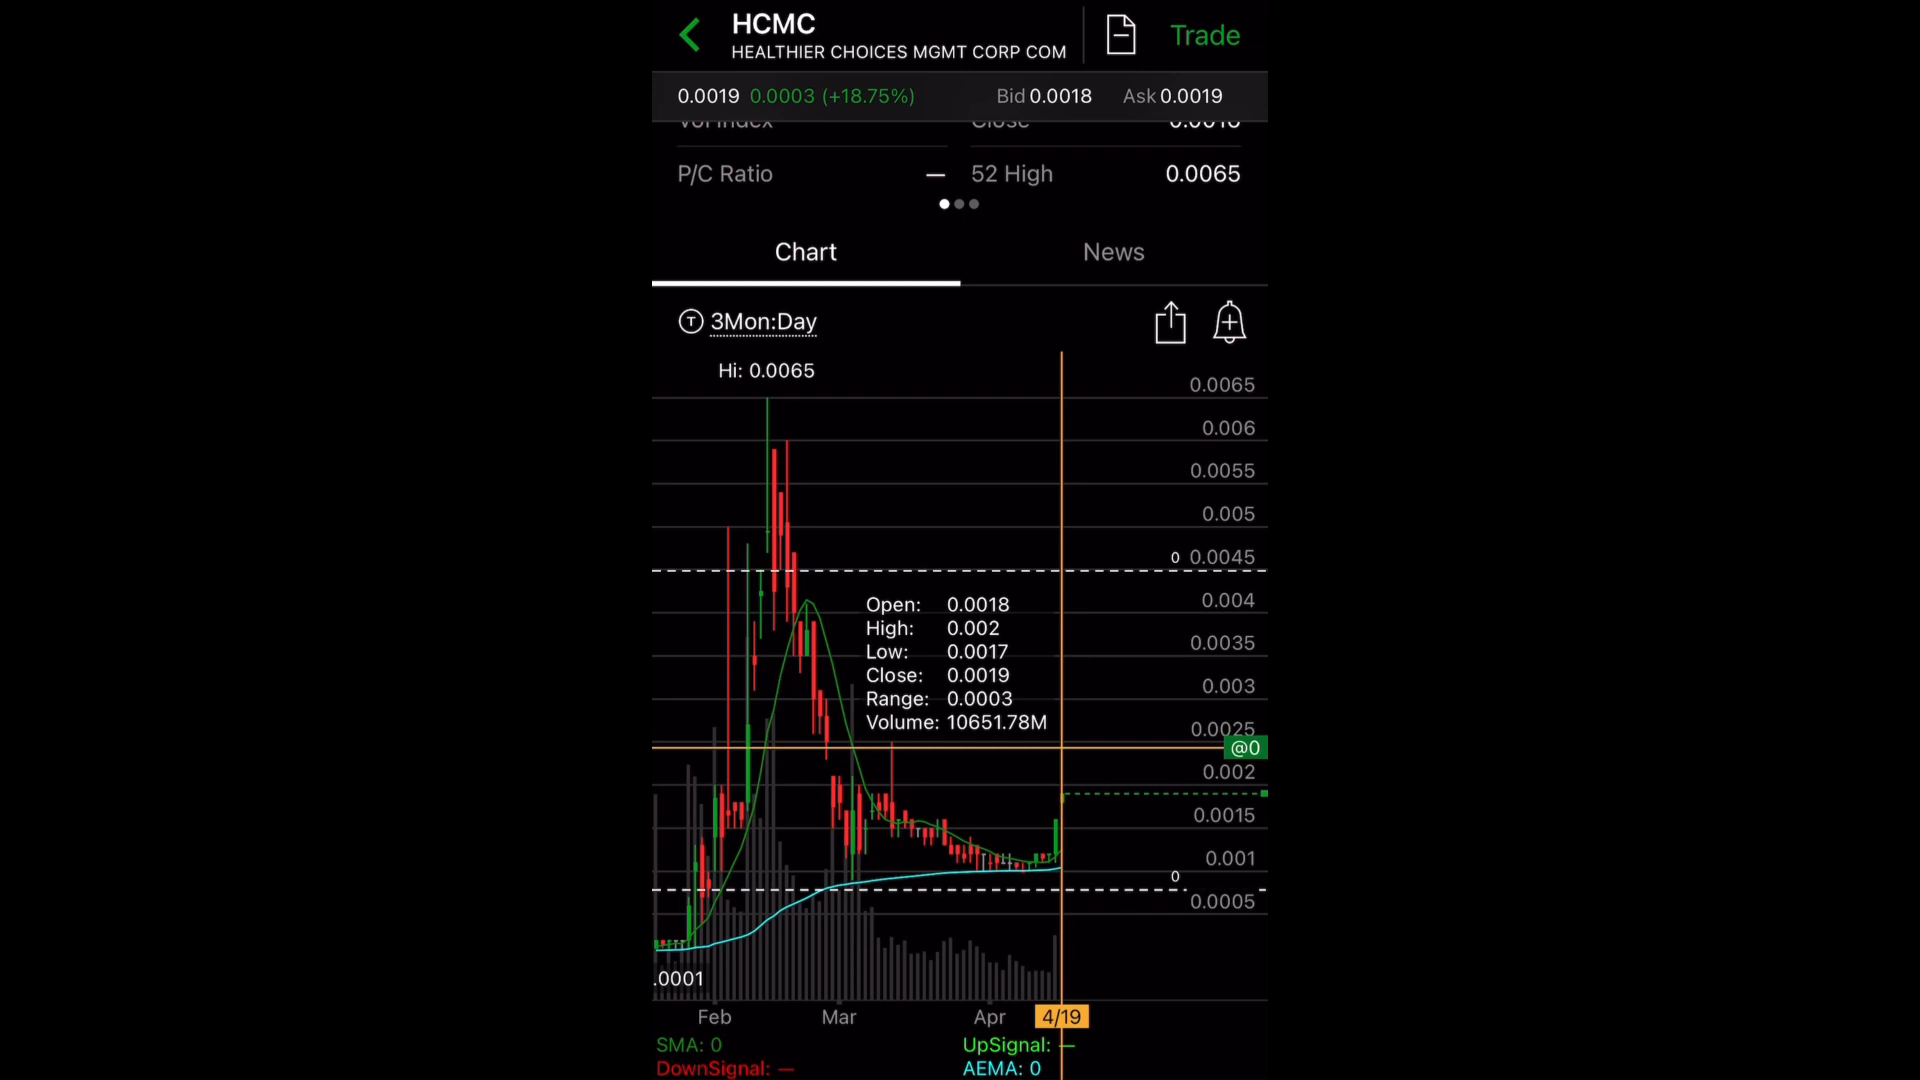 HCMC
HEALTHIER CHOICES MGMT CORP COM
Trade
0.0019 0.0003 (+18.75%) Bid 0.0018 Ask 0.0019
P/C Ratio — 52 High 0.0065
Chart News
T 3Mon:Day
Hi: 0.0065
0.0065
0.006
0.0055
0.005
0 0.0045
0.004
0.0035
0.003
0.0025
@0
0.002
0.0015
0.001
0
0.0005
Open: 0.0018
High: 0.002
Low: 0.0017
Close: 0.0019
Range: 0.0003
Volume: 10651.78M
.0001
Feb Mar Apr 4/19
SMA: 0 UpSignal: —
DownSignal: — AEMA: 0